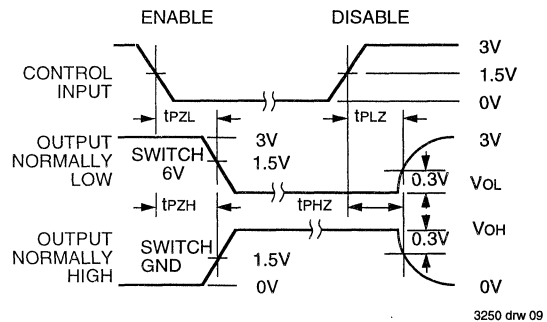 ENABLE
DISABLE
CONTROL
INPUT
3V
1.5V
0V
tPZL
tPLZ
OUTPUT
NORMALLY
LOW
SWITCH
6V
3V
1.5V
3V
0.3V
VOL
tPZH
tPHZ
OUTPUT
NORMALLY
HIGH
SWITCH
GND
1.5V
0V
VOH
0.3V
0V
3250 drw 09